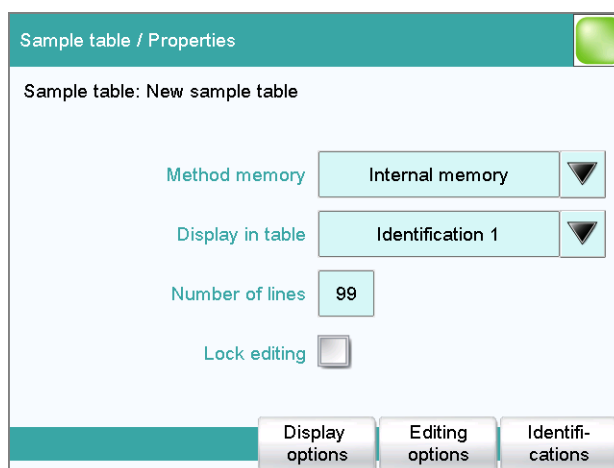 Sample table / Properties
Sample table: New sample table
Method memory Internal memory
Display in table Identification 1
Number of lines 99
Lock editing
Display options
Editing options
Identifi-cations